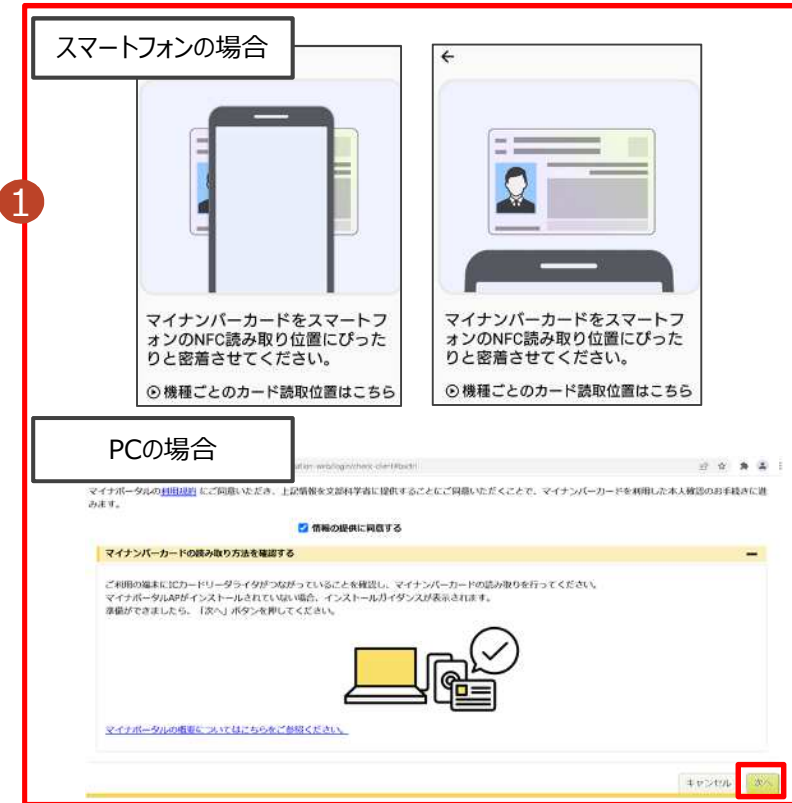 スマートフォンの場合
1
マイナンバーカードをスマートフ
ォンのNFC読み取り位置にぴった
りと密着させてください。
機種ごとのカード読取位置はこちら
マイナンバーカードをスマートフ
ォンのNFC読み取り位置にぴった
りと密着させてください。
機種ごとのカード読取位置はこちら
PCの場合
マイナポータルの利用規約 にご同意いただき、上記情報を文部科学省に提供することにご同意いただくことで、マイナンバーカードを利用した本人確認のお手続きに進
みます。
情報の提供に同意する
マイナンバーカードの読み取り方法を確認する
ご利用の端末にICカードリーダライタがつながっていることを確認し、マイナンバーカードの読み取りを行ってください。
マイナポータルAPがインストールされていない場合、インストールガイダンスが表示されます。
準備ができましたら、「次へ」ボタンを押してください。
マイナポータルの概要についてはこちらをご参照ください。
キャンセル
次へ